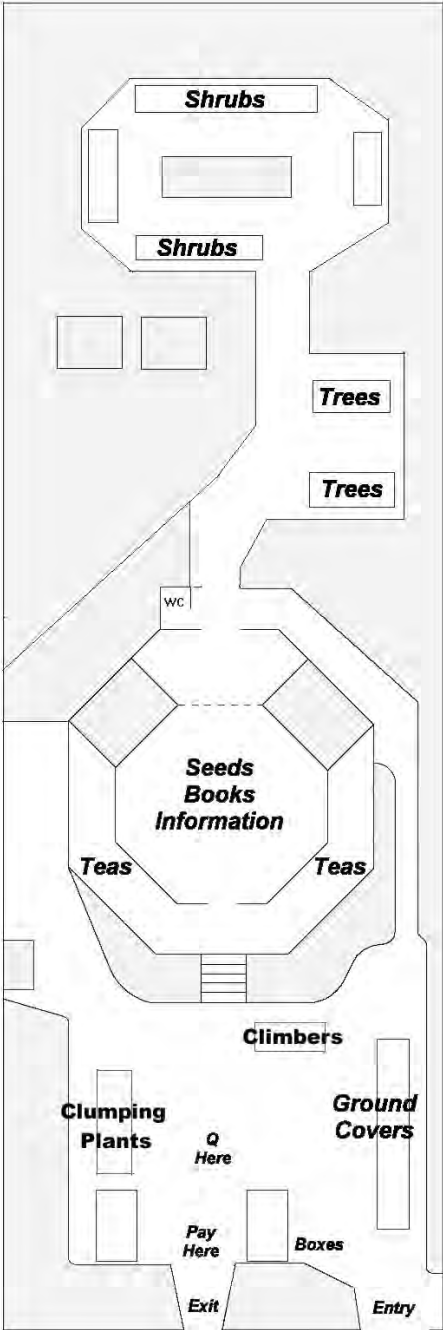 Shrubs
Shrubs
Trees
Trees
WC
Seeds
Books
Information
Teas
Teas
Climbers
Clumping
Plants
Ground
Covers
Q
Here
Pay
Here
Boxes
Exit
Entry